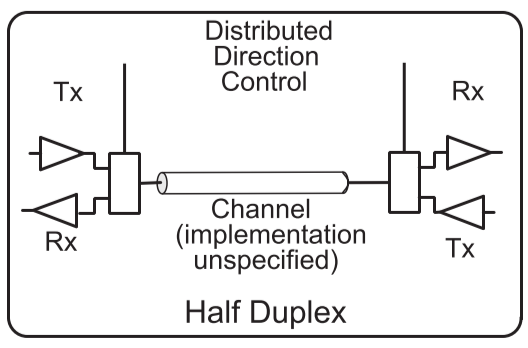 Distributed
Direction
Control
Tx
Rx
Channel
(implementation
unspecified)
Rx
Tx
Half Duplex